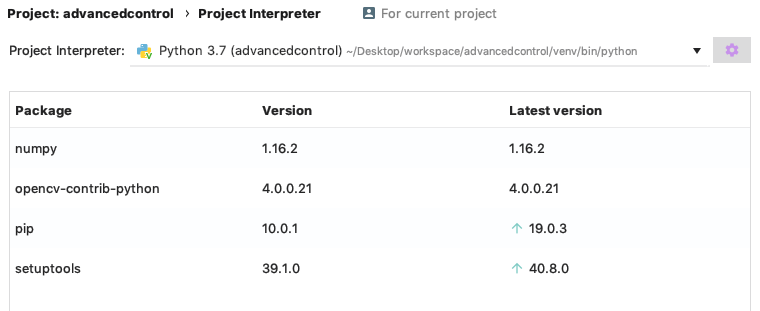 Project: advancedcontrol › Project Interpreter For current project
Project Interpreter: Python 3.7 (advancedcontrol) ~/Desktop/workspace/advancedcontrol/venv/bin/python
Package Version Latest version
numpy 1.16.2 1.16.2
opencv-contrib-python 4.0.0.21 4.0.0.21
pip 10.0.1 19.0.3
setuptools 39.1.0 40.8.0